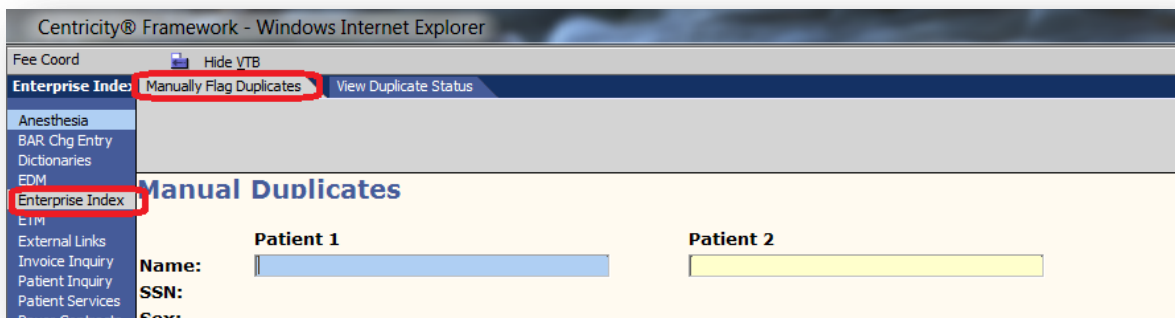 Centricity® Framework - Windows Internet Explorer
Fee Coord Hide VTB
Enterprise Index Manually Flag Duplicates View Duplicate Status
Anesthesia
BAR Chg Entry
Dictionaries
EDM
Enterprise Index
ETM
External Links
Invoice Inquiry
Patient Inquiry
Patient Services
Manual Duplicates
Patient 1 Patient 2
Name:
SSN:
Sex: